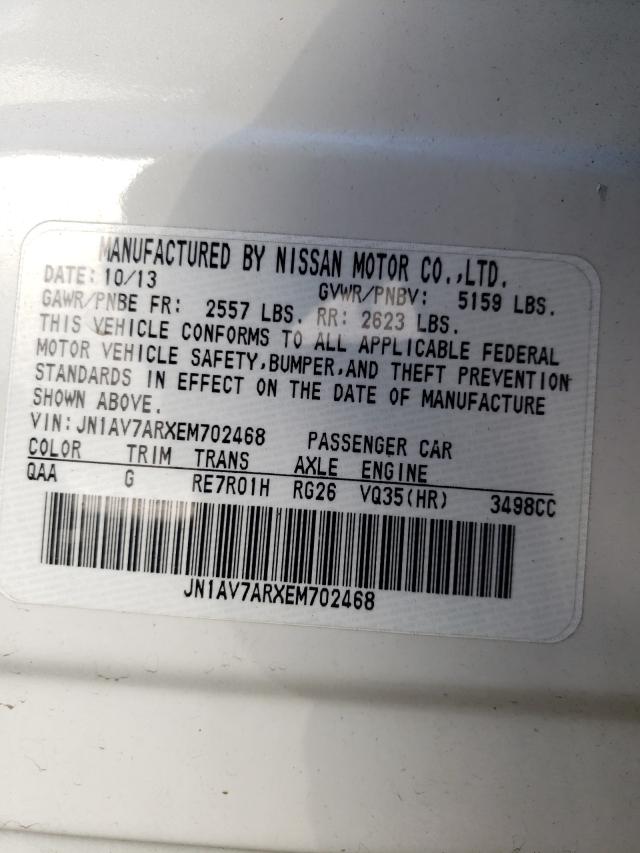 MANUFACTURED BY NISSAN MOTOR CO.,LTD.
DATE: 10/13 GVWR/PNBV: 5159 LBS.
GAWR/PNBE FR: 2557 LBS. RR: 2623 LBS.
THIS VEHICLE CONFORMS TO ALL APPLICABLE FEDERAL
MOTOR VEHICLE SAFETY,BUMPER,AND THEFT PREVENTION
STANDARDS IN EFFECT ON THE DATE OF MANUFACTURE
SHOWN ABOVE.
VIN:JN1AV7ARXEM702468 PASSENGER CAR
COLOR TRIM TRANS AXLE ENGINE
QAA G RE7R01H RG26 VQ35(HR) 3498CC
JN1AV7ARXEM702468